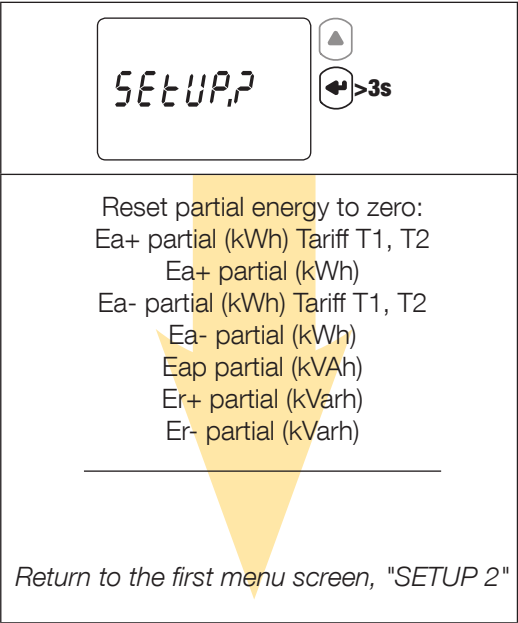 SEtUP,?
>3s
Reset partial energy to zero:
Ea+ partial (kWh) Tariff T1, T2
Ea+ partial (kWh)
Ea- partial (kWh) Tariff T1, T2
Ea- partial (kWh)
Eap partial (kVAh)
Er+ partial (kVarh)
Er- partial (kVarh)
Return to the first menu screen, "SETUP 2"